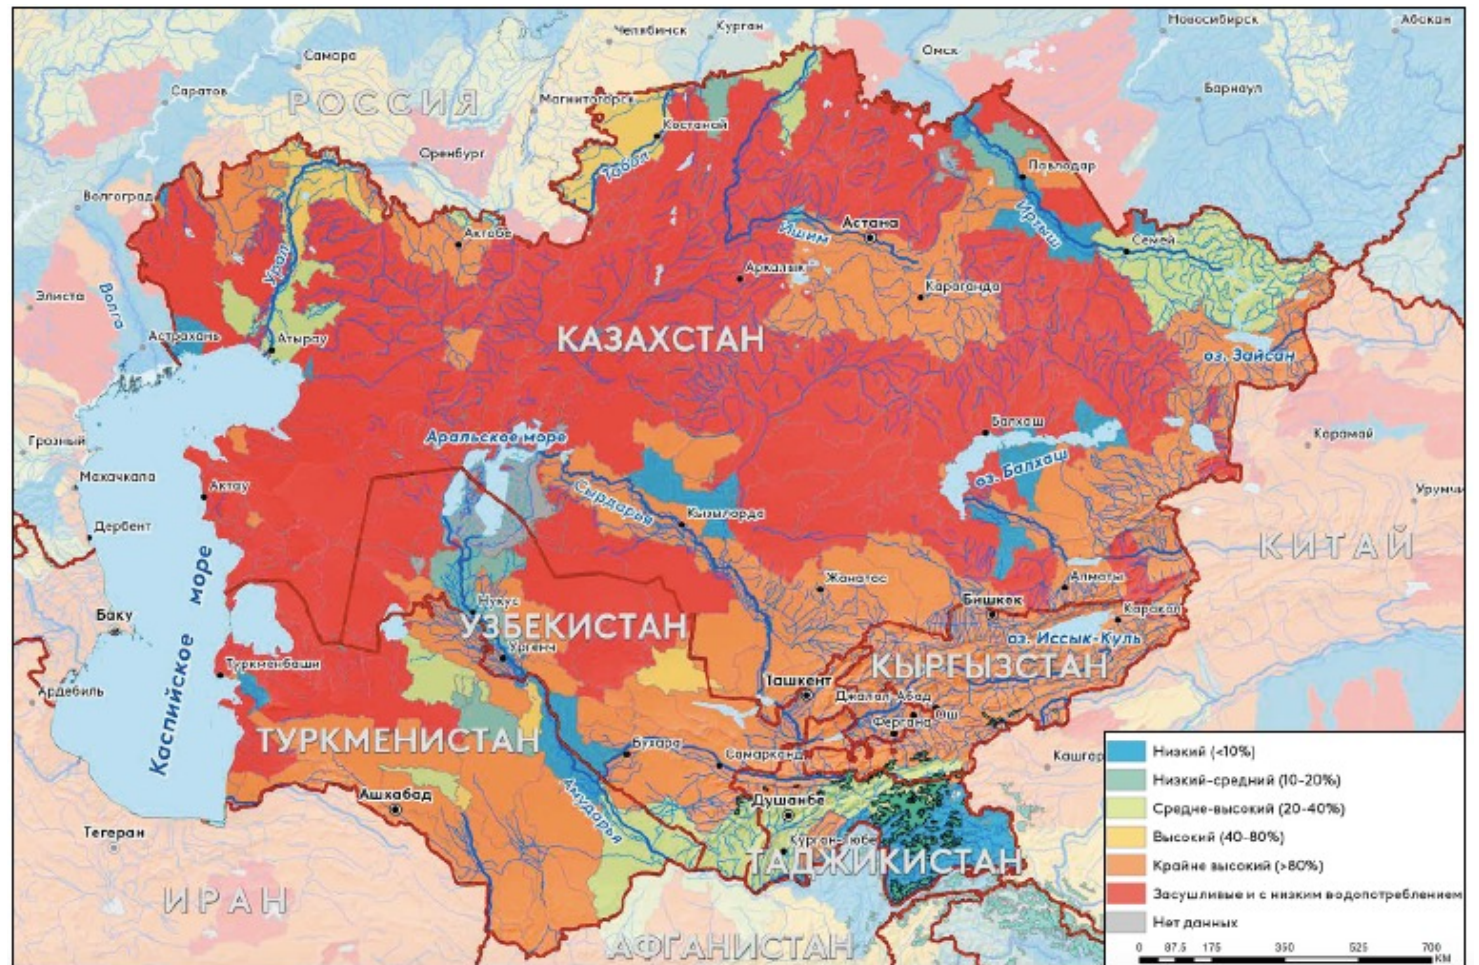 Новосибирск
Абакан
Челябинск
Курган
Омск
Самара
Барнаул
Саратов
РОССИЯ
Магнитогорск
Костанай
Оренбург
Тобол
Павлодар
Волгоград
Иртыш
Астана
Ишим
Актобе
Семей
Урал
Аркалык
Караганда
Элиста
Волга
Астрахань
Атырау
КАЗАХСТАН
оз. Зайсан
Балхаш
Карамай
Грозный
Аральское море
оз. Балхаш
Махачкала
Актау
Сырдарья
Кызылорда
Урумчи
Дербент
КИТАЙ
Каспийское море
Жанатас
Алматы
Бишкек
Нукус
Каракол
Баку
УЗБЕКИСТАН
оз. Иссык-Куль
Ургенч
КЫРГЫЗСТАН
Туркменбаши
Ташкент
Ардебиль
Джалал Абад
Ош
Фергана
ТУРКМЕНИСТАН
Бухара
Самарканд
Кашгар
Ашхабад
Амударья
Душанбе
Тегеран
Курган-Тюбе
ТАДЖИКИСТАН
ИРАН
АФГАНИСТАН
Низкий (<10%)
Низкий-средний (10-20%)
Средне-высокий (20-40%)
Высокий (40-80%)
Крайне высокий (>80%)
Засушливые и с низким водопотреблением
Нет данных
0 87.5 175 350 525 700
КМ